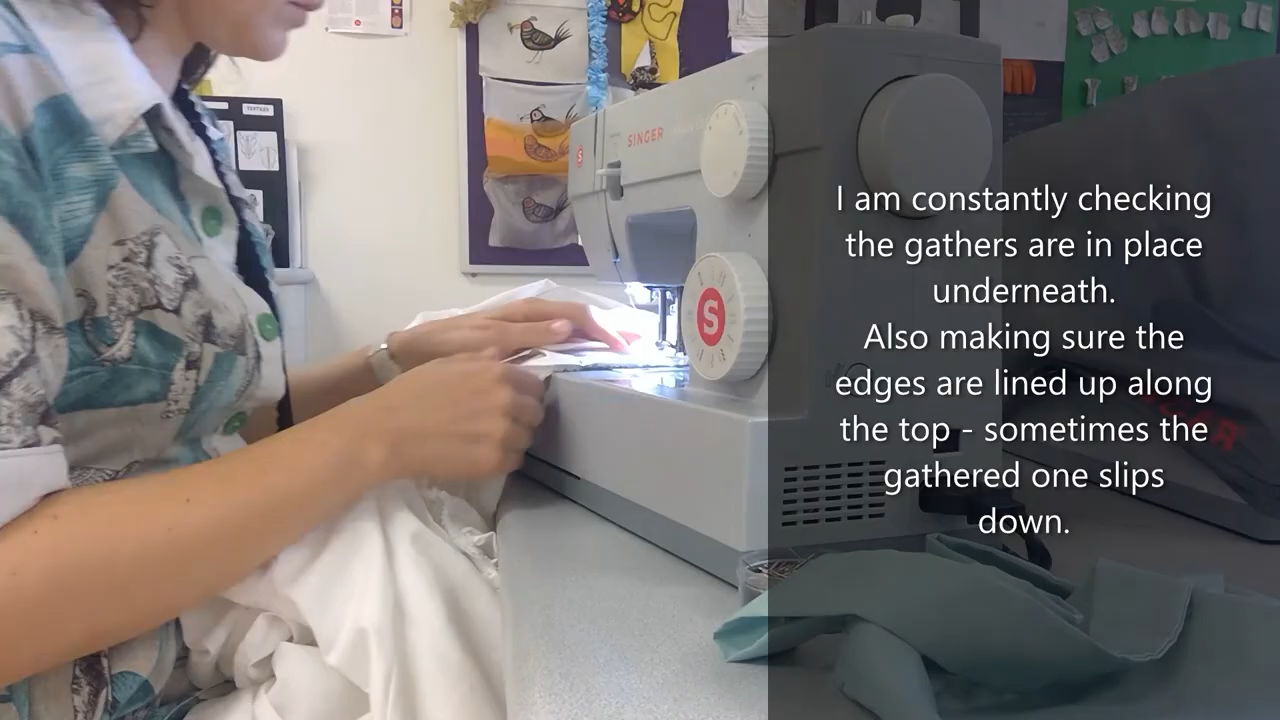 SINGER
S
S
I am constantly checking
the gathers are in place
underneath.
Also making sure the
edges are lined up along
the top - sometimes the
gathered one slips
down.